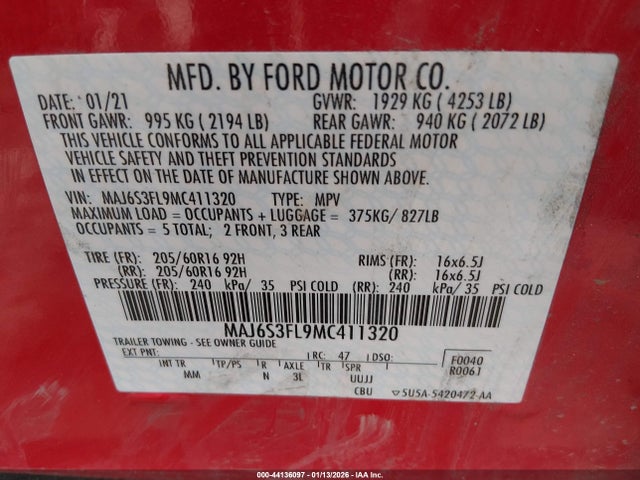 MFD. BY FORD MOTOR CO.
DATE: 01/21 GVWR: 1929 KG ( 4253 LB)
FRONT GAWR: 995 KG ( 2194 LB) REAR GAWR: 940 KG ( 2072 LB)
THIS VEHICLE CONFORMS TO ALL APPLICABLE FEDERAL MOTOR
VEHICLE SAFETY AND THEFT PREVENTION STANDARDS
IN EFFECT ON THE DATE OF MANUFACTURE SHOWN ABOVE.
VIN: MAJ6S3FL9MC411320 TYPE: MPV
MAXIMUM LOAD = OCCUPANTS + LUGGAGE = 375KG/ 827LB
OCCUPANTS = 5 TOTAL; 2 FRONT, 3 REAR
TIRE (FR): 205/60R16 92H RIMS (FR): 16x6.5J
(RR): 205/60R16 92H (RR): 16x6.5J
PRESSURE (FR): 240 kPa/ 35 PSI COLD (RR): 240 kPa/ 35 PSI COLD
MAJ6S3FL9MC411320
TRAILER TOWING - SEE OWNER GUIDE
EXT PNT: RC: 47 DSO: F0040
INT TR TP/PS R AXLE TR SPR R0061
MM N 3L UUJJ
CBU 5U5A-5420472-AA
000-44136097 - 01/13/2026 - IAA Inc.